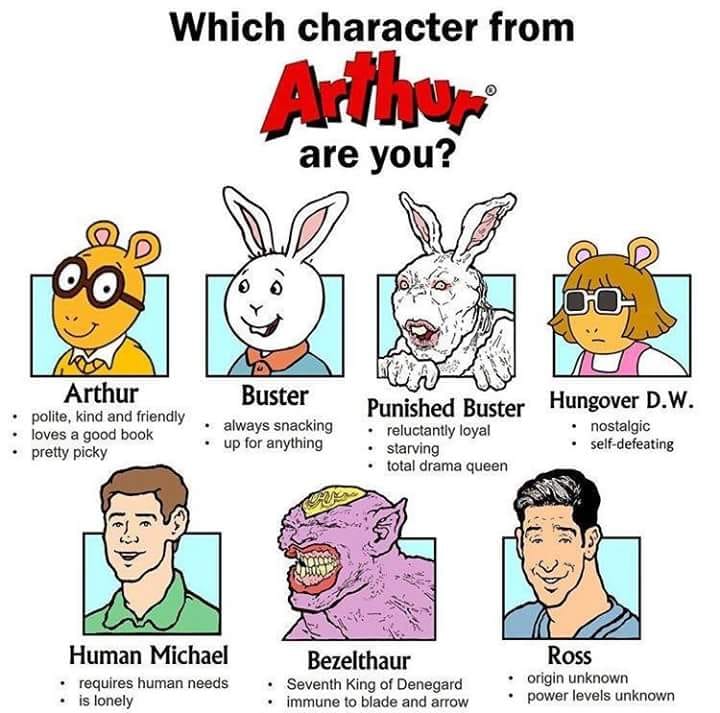 Which character from
Arthur®
are you?
Arthur
• polite, kind and friendly
• loves a good book
• pretty picky
Buster
• always snacking
• up for anything
Punished Buster
• reluctantly loyal
• starving
• total drama queen
Hungover D.W.
• nostalgic
• self-defeating
Human Michael
• requires human needs
• is lonely
Bezelthaur
• Seventh King of Denegard
• immune to blade and arrow
Ross
• origin unknown
• power levels unknown